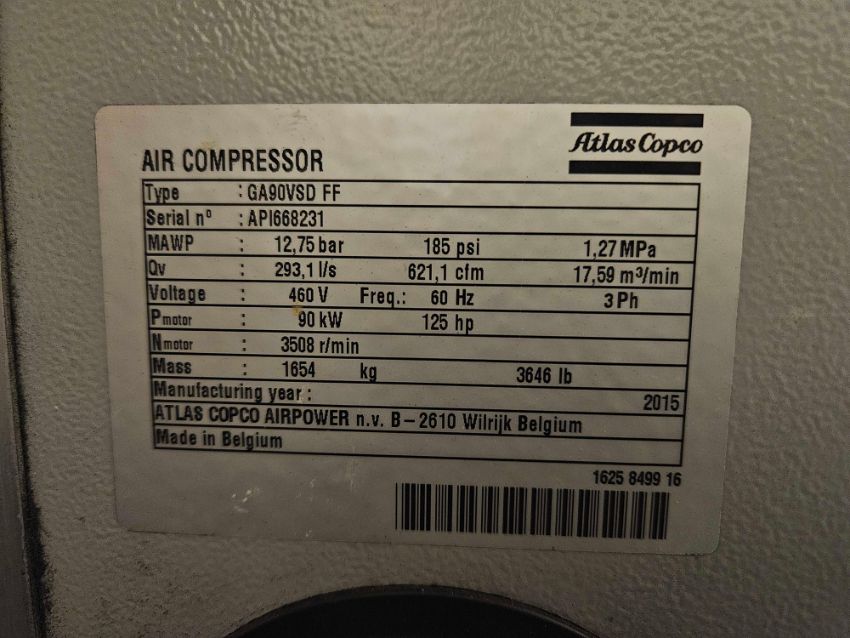 Atlas Copco
AIR COMPRESSOR
Type : GA90VSD FF
Serial nº : API668231
MAWP : 12,75 bar 185 psi 1,27 MPa
Qv : 293,1 l/s 621,1 cfm 17,59 m³/min
Voltage : 460 V Freq.: 60 Hz 3 Ph
Pmotor : 90 kW 125 hp
Nmotor : 3508 r/min
Mass : 1654 kg 3646 lb
Manufacturing year : 2015
ATLAS COPCO AIRPOWER n.v. B-2610 Wilrijk Belgium
Made in Belgium
1625 8499 16